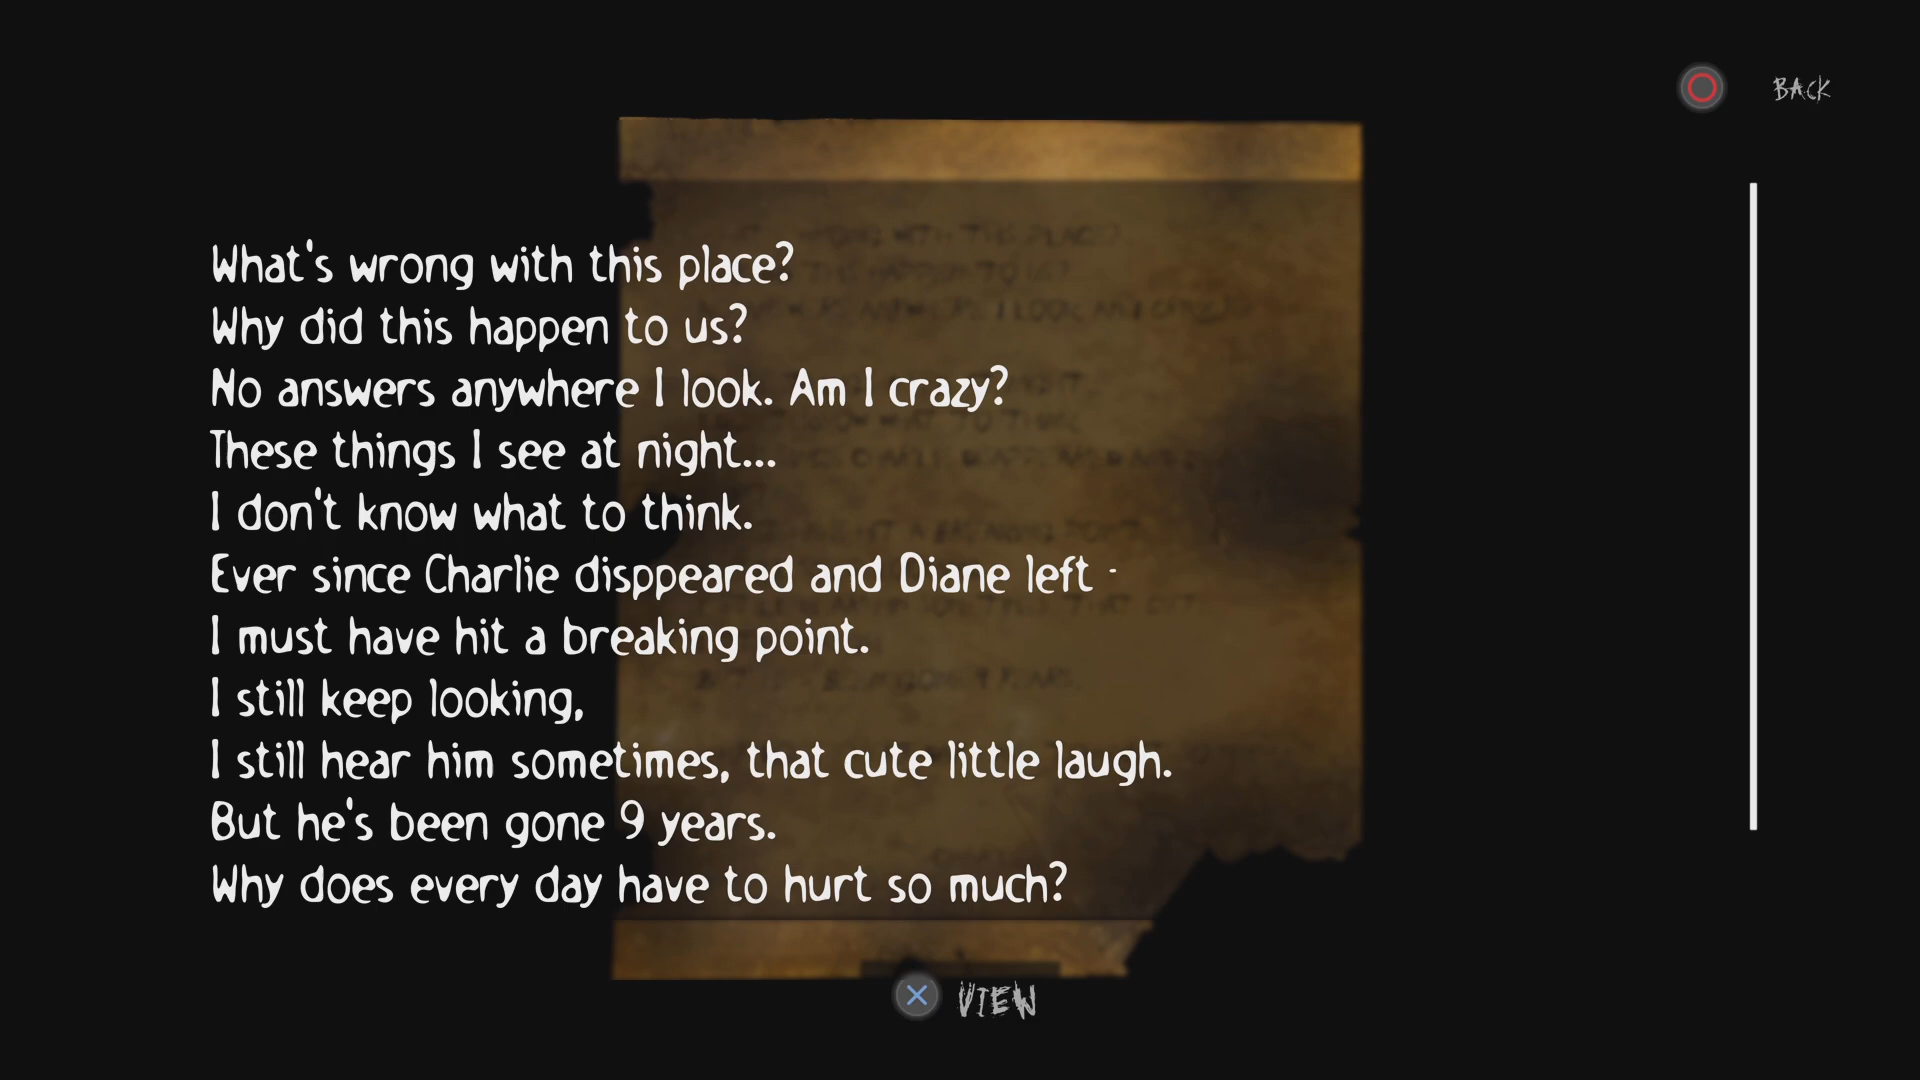 BACK
What's wrong with this place?
Why did this happen to us?
No answers anywhere I look. Am I crazy?
These things I see at night...
I don't know what to think.
Ever since Charlie disppeared and Diane left -
I must have hit a breaking point.
I still keep looking,
I still hear him sometimes, that cute little laugh.
But he's been gone 9 years.
Why does every day have to hurt so much?
VIEW